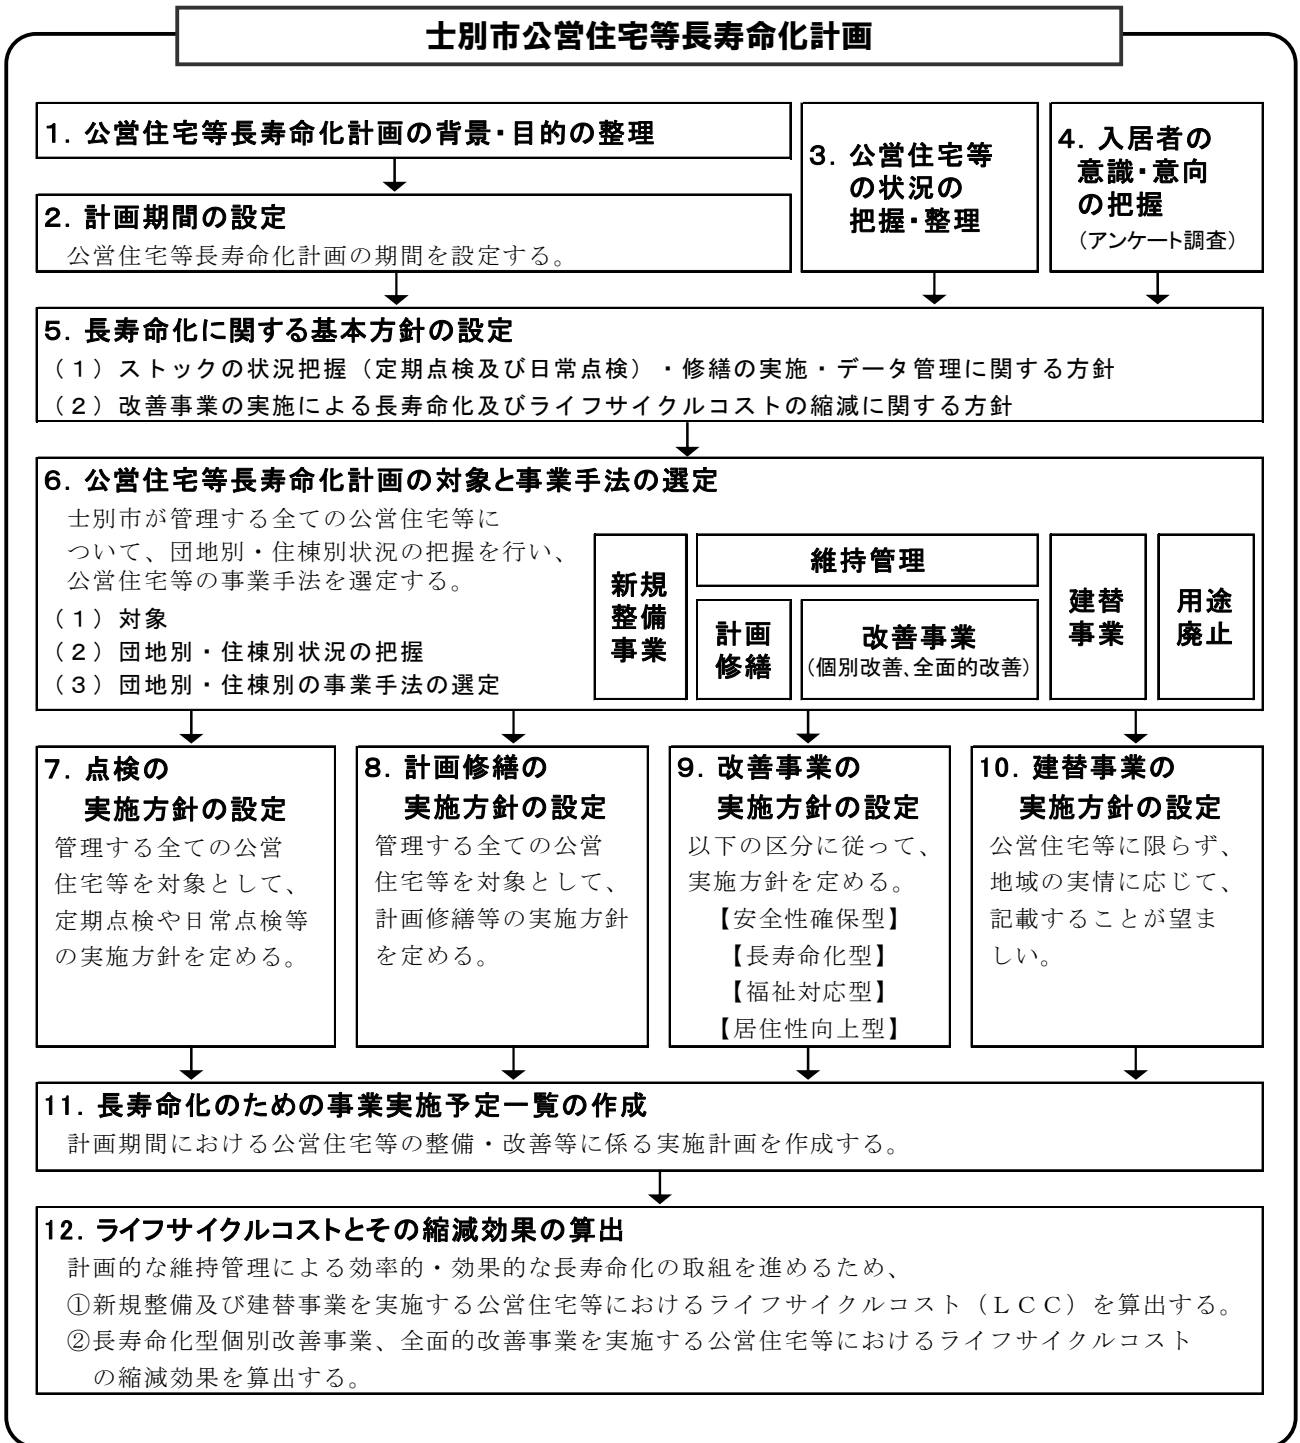 士別市公営住宅等長寿命化計画
1．公営住宅等長寿命化計画の背景・目的の整理
2．計画期間の設定
公営住宅等長寿命化計画の期間を設定する。
3．公営住宅等
の状況の
把握・整理
4．入居者の
意識・意向
の把握
（アンケート調査）
5．長寿命化に関する基本方針の設定
（１）ストックの状況把握（定期点検及び日常点検）・修繕の実施・データ管理に関する方針
（２）改善事業の実施による長寿命化及びライフサイクルコストの縮減に関する方針
6．公営住宅等長寿命化計画の対象と事業手法の選定
士別市が管理する全ての公営住宅等に
ついて、団地別・住棟別状況の把握を行い、
公営住宅等の事業手法を選定する。
（１）対象
（２）団地別・住棟別状況の把握
（３）団地別・住棟別の事業手法の選定
新規
整備
事業
維持管理
計画
修繕
改善事業
（個別改善、全面的改善）
建替
事業
用途
廃止
7．点検の
実施方針の設定
管理する全ての公営
住宅等を対象として、
定期点検や日常点検等
の実施方針を定める。
8．計画修繕の
実施方針の設定
管理する全ての公営
住宅等を対象として、
計画修繕等の実施方針
を定める。
9．改善事業の
実施方針の設定
以下の区分に従って、
実施方針を定める。
【安全性確保型】
【長寿命化型】
【福祉対応型】
【居住性向上型】
10．建替事業の
実施方針の設定
公営住宅等に限らず、
地域の実情に応じて、
記載することが望ま
しい。
11．長寿命化のための事業実施予定一覧の作成
計画期間における公営住宅等の整備・改善等に係る実施計画を作成する。
12．ライフサイクルコストとその縮減効果の算出
計画的な維持管理による効率的・効果的な長寿命化の取組を進めるため、
①新規整備及び建替事業を実施する公営住宅等におけるライフサイクルコスト（ＬＣＣ）を算出する。
②長寿命化型個別改善事業、全面的改善事業を実施する公営住宅等におけるライフサイクルコスト
の縮減効果を算出する。